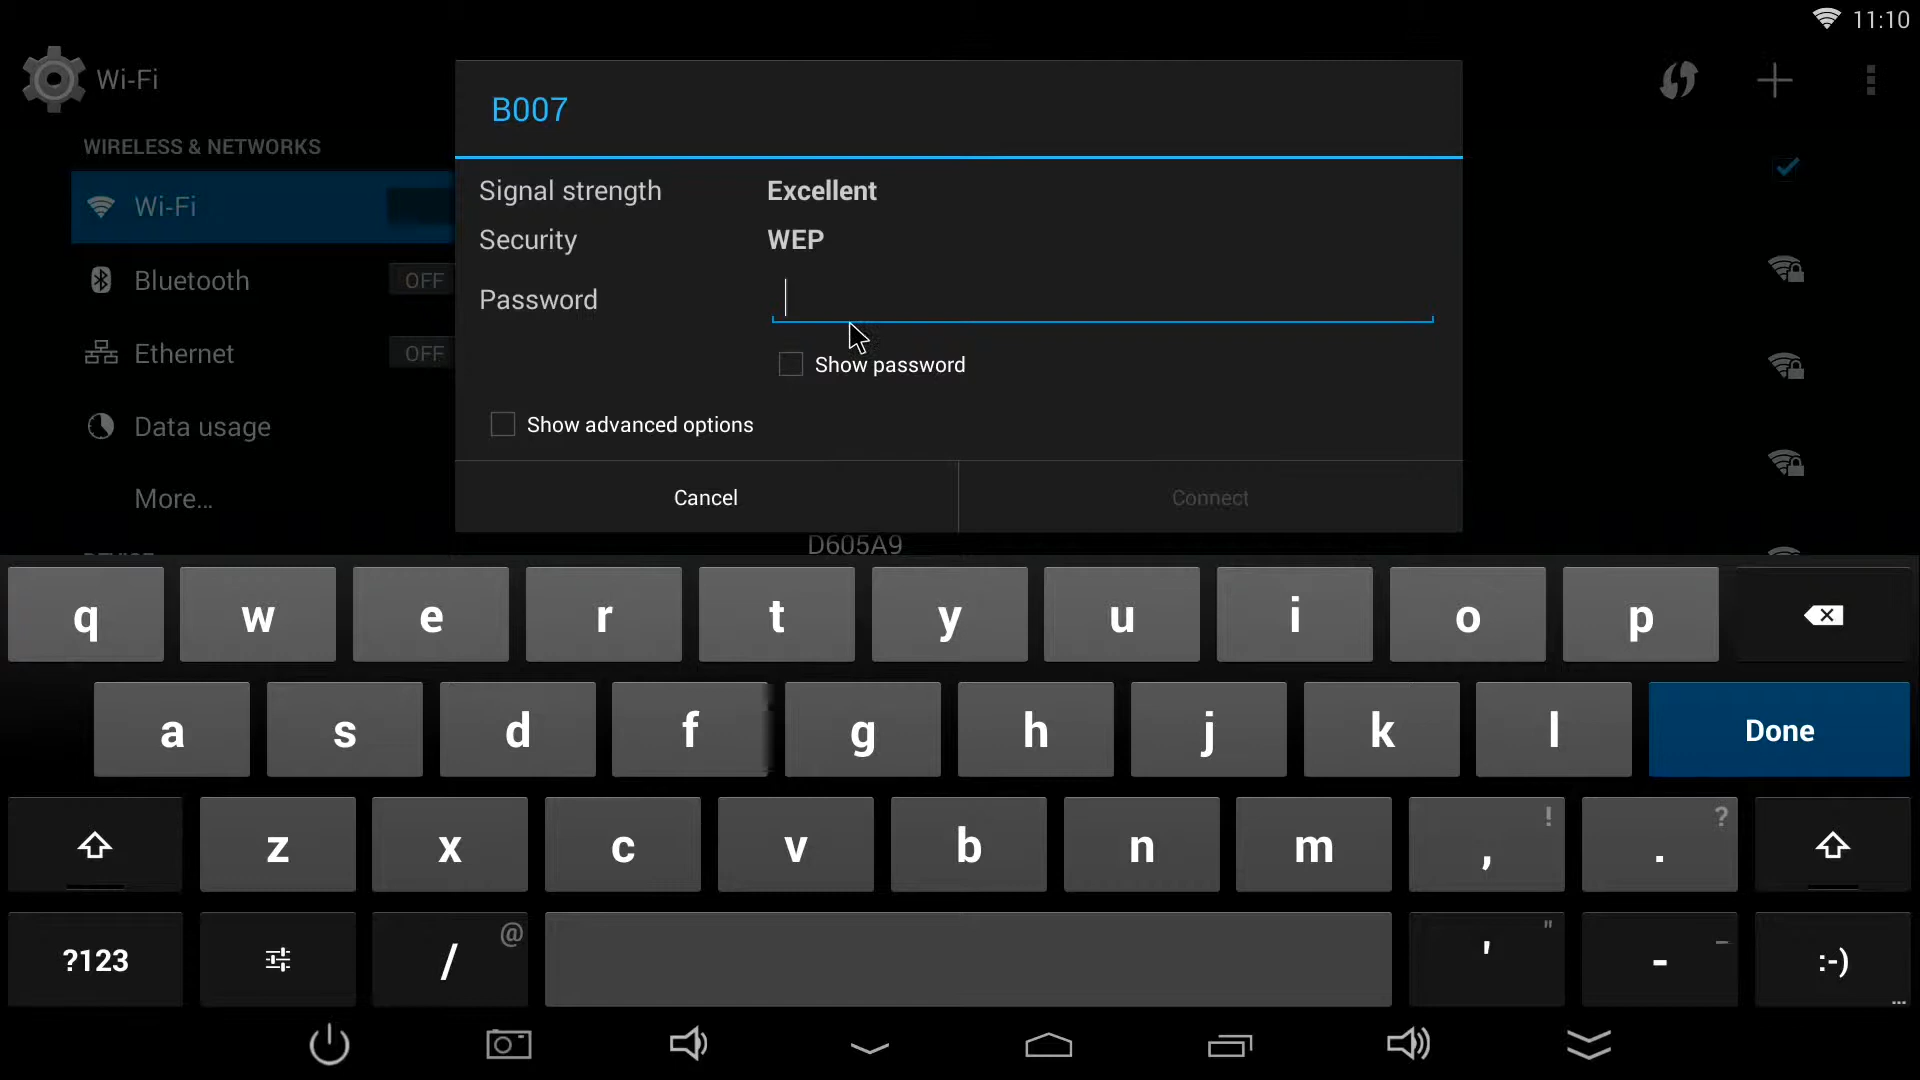 11:10
Wi-Fi
WIRELESS & NETWORKS
Wi-Fi
Bluetooth OFF
Ethernet OFF
Data usage
More...
B007
Signal strength Excellent
Security WEP
Password
Show password
Show advanced options
Cancel Connect
D605A9
q w e r t y u i o p
a s d f g h j k l Done
z x c v b n m , ! . ?
?123 / @ ' " - _ :-) ...